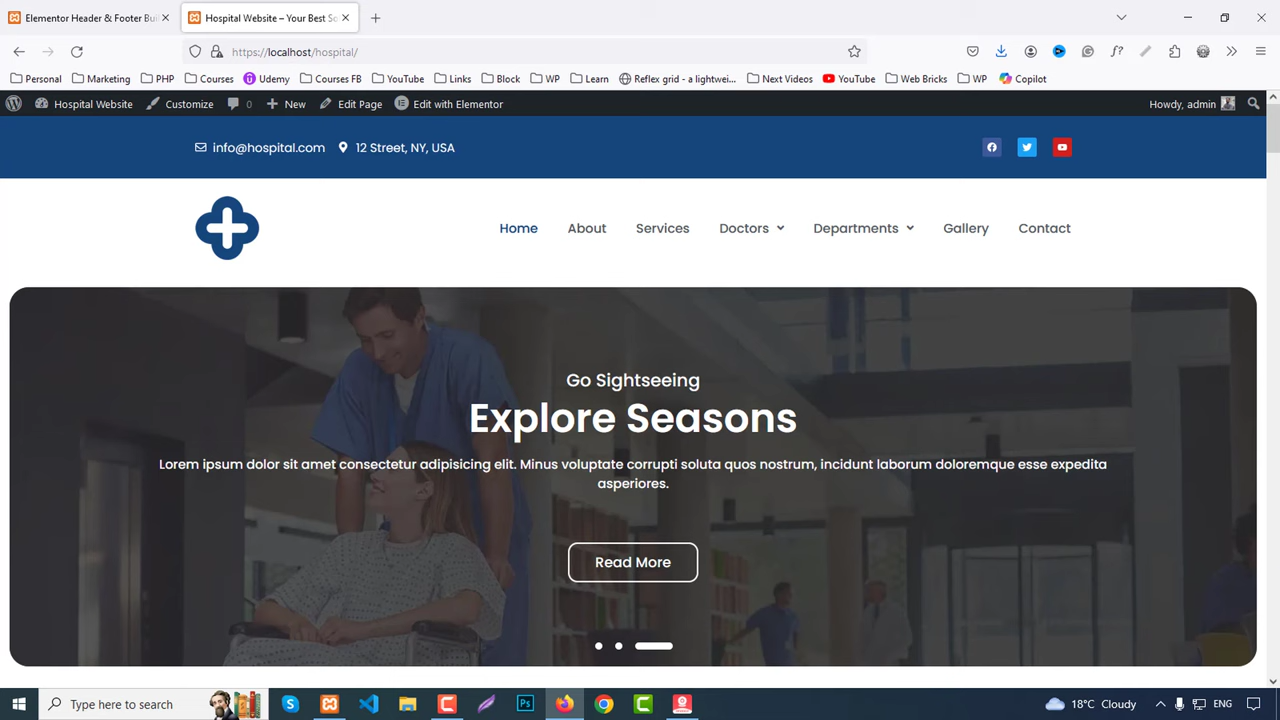 Elementor Header & Footer Bu
Hospital Website – Your Best So
https://localhost/hospital/
Personal Marketing PHP Courses Udemy Courses FB YouTube Links Block WP Learn Reflex grid - a lightwei... Next Videos YouTube Web Bricks WP Copilot
Hospital Website Customize 0 New Edit Page Edit with Elementor Howdy, admin
info@hospital.com 12 Street, NY, USA
Home About Services Doctors Departments Gallery Contact
Go Sightseeing
Explore Seasons
Lorem ipsum dolor sit amet consectetur adipisicing elit. Minus voluptate corrupti soluta quos nostrum, incidunt laborum doloremque esse expedita
asperiores.
Read More
Type here to search
18°C Cloudy ENG